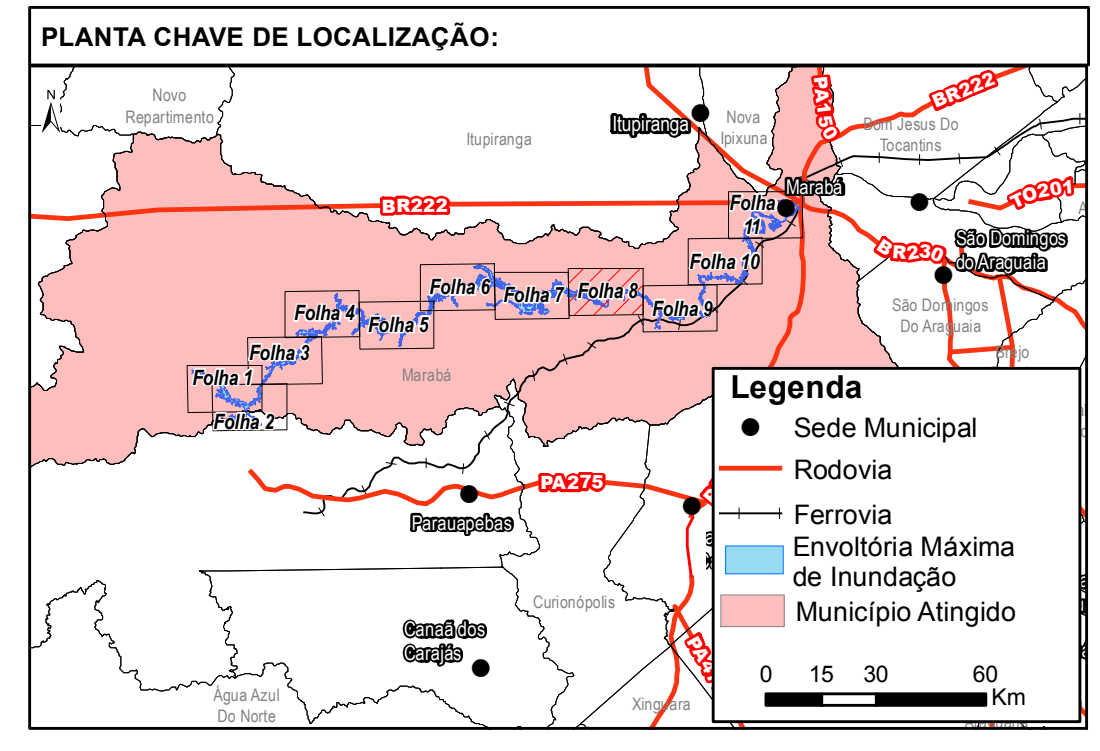 PLANTA CHAVE DE LOCALIZAÇÃO:
N
Novo
Repartimento
Itupiranga
Itupiranga
Nova
Ipixuna
PA150
BR222
Bom Jesus Do
Tocantins
BR222
Marabá
TO201
BR230
São Domingos
do Araguaia
São Domingos
Do Araguaia
Brejo
Folha 11
Folha 10
Folha 9
Folha 8
Folha 7
Folha 6
Folha 5
Folha 4
Folha 3
Folha 1
Folha 2
Marabá
PA275
Parauapebas
Curionópolis
Canaã dos
Carajás
Água Azul
Do Norte
Xinguara
Legenda
Sede Municipal
Rodovia
Ferrovia
Envoltória Máxima
de Inundação
Município Atingido
0 15 30 60
Km